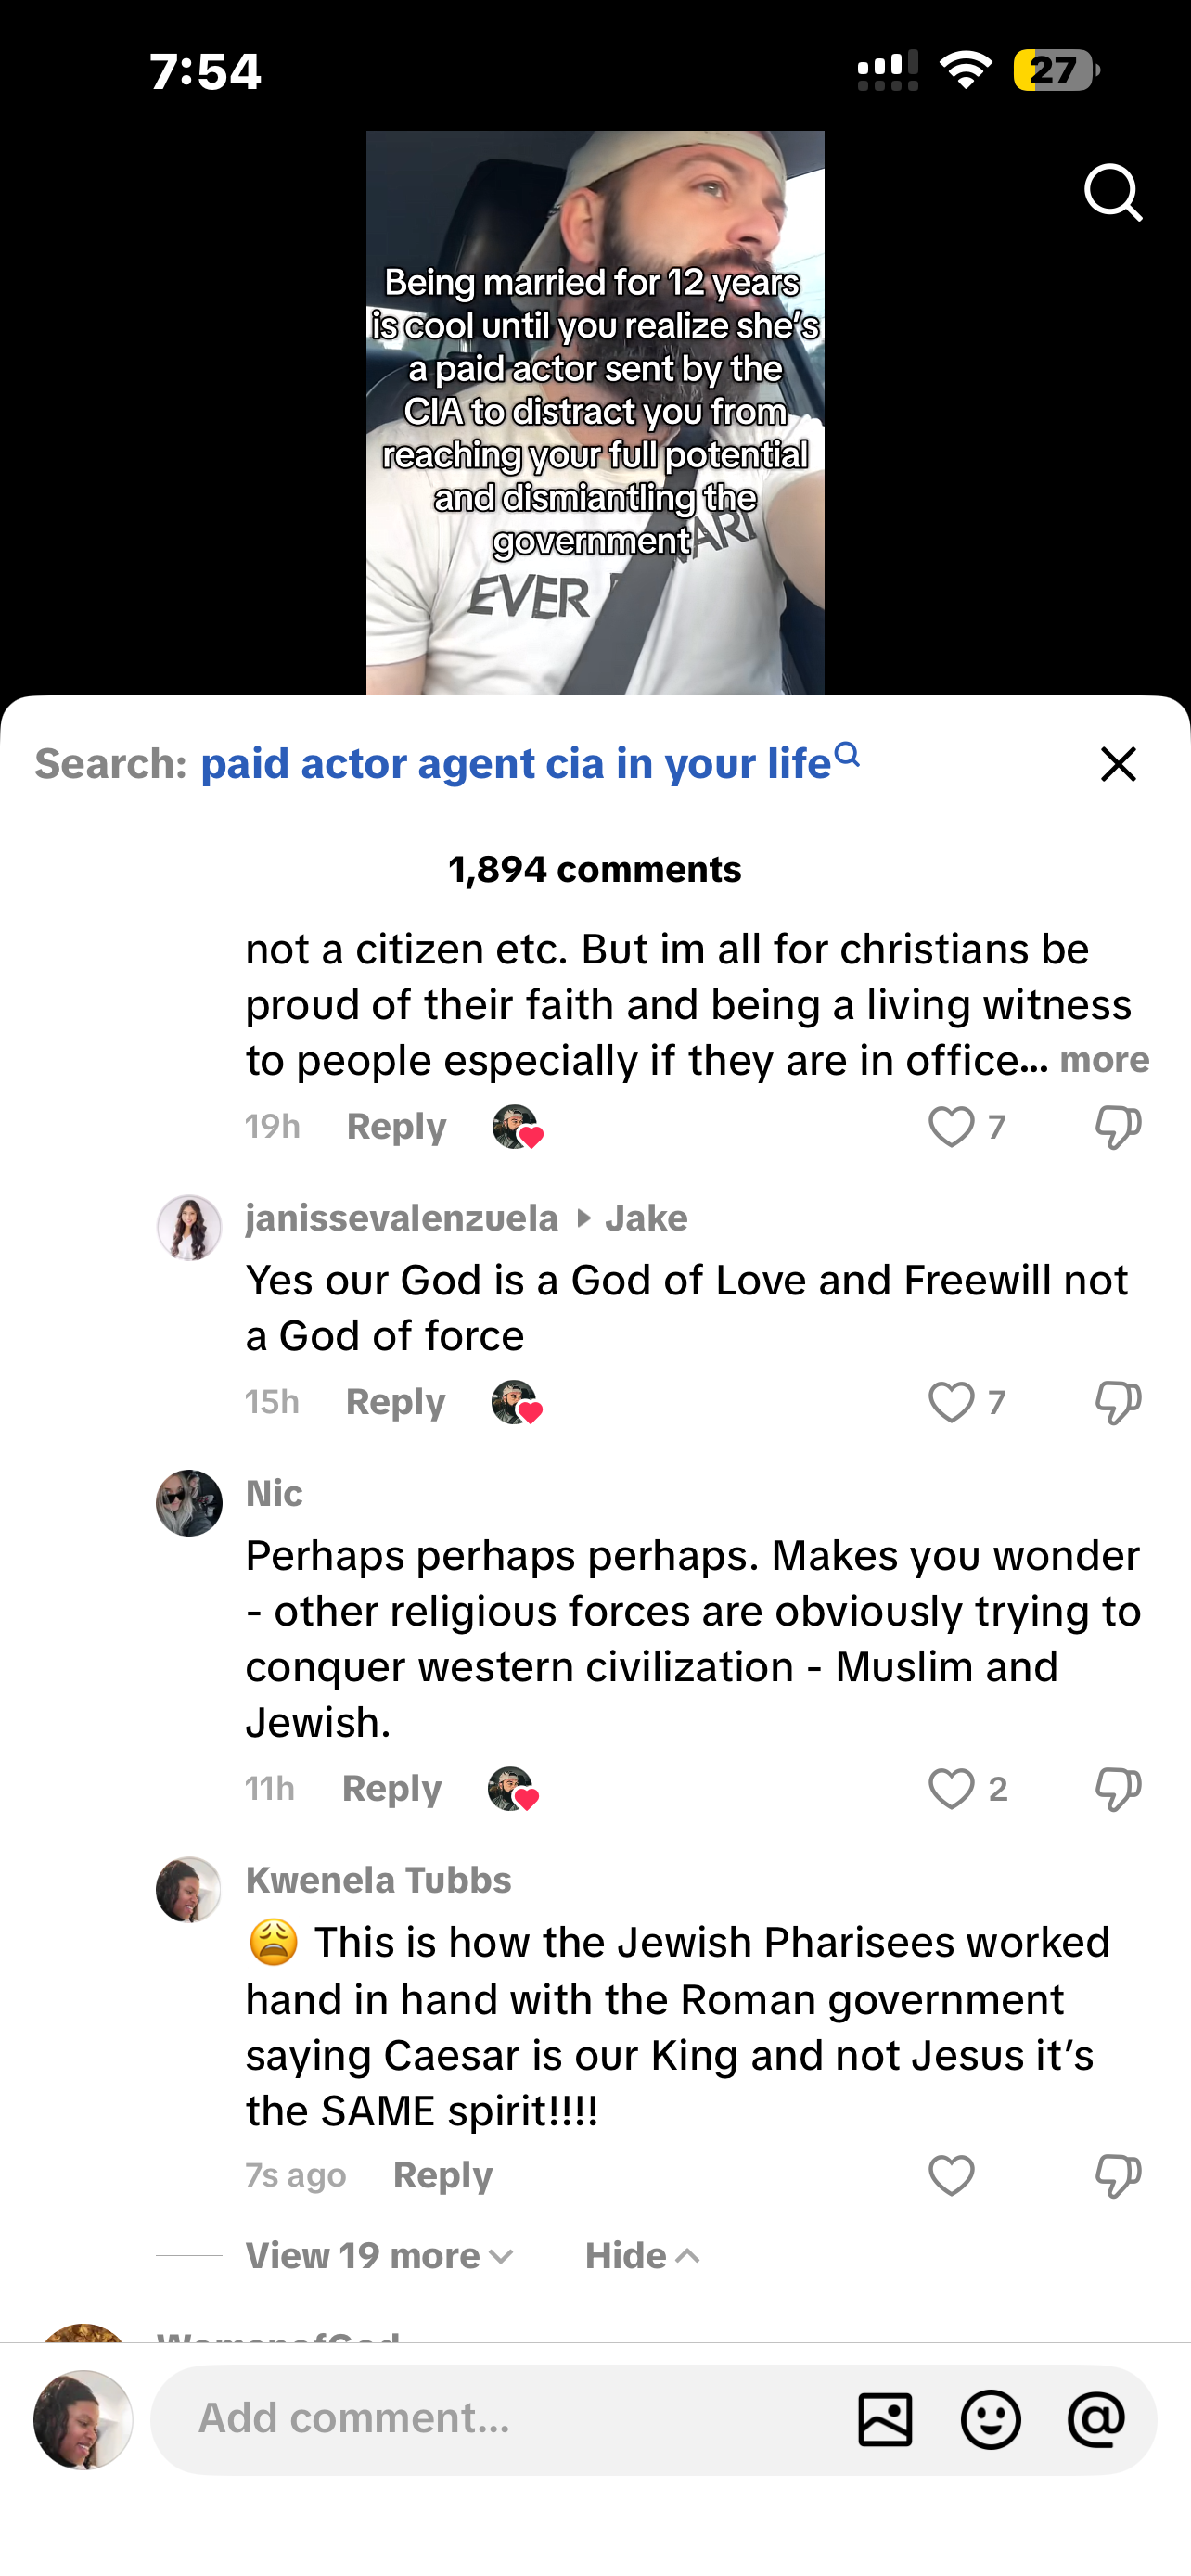 7:54
27
Being married for 12 years
is cool until you realize she's
a paid actor sent by the
CIA to distract you from
reaching your full potential
and dismiantling the
government
EVER
Search: paid actor agent cia in your life
1,894 comments
not a citizen etc. But im all for christians be
proud of their faith and being a living witness
to people especially if they are in office... more
19h Reply 7
janissevalenzuela Jake
Yes our God is a God of Love and Freewill not
a God of force
15h Reply 7
Nic
Perhaps perhaps perhaps. Makes you wonder
- other religious forces are obviously trying to
conquer western civilization - Muslim and
Jewish.
11h Reply 2
Kwenela Tubbs
😩 This is how the Jewish Pharisees worked
hand in hand with the Roman government
saying Caesar is our King and not Jesus it's
the SAME spirit!!!!
7s ago Reply
View 19 more Hide
WomanofGod
Add comment...